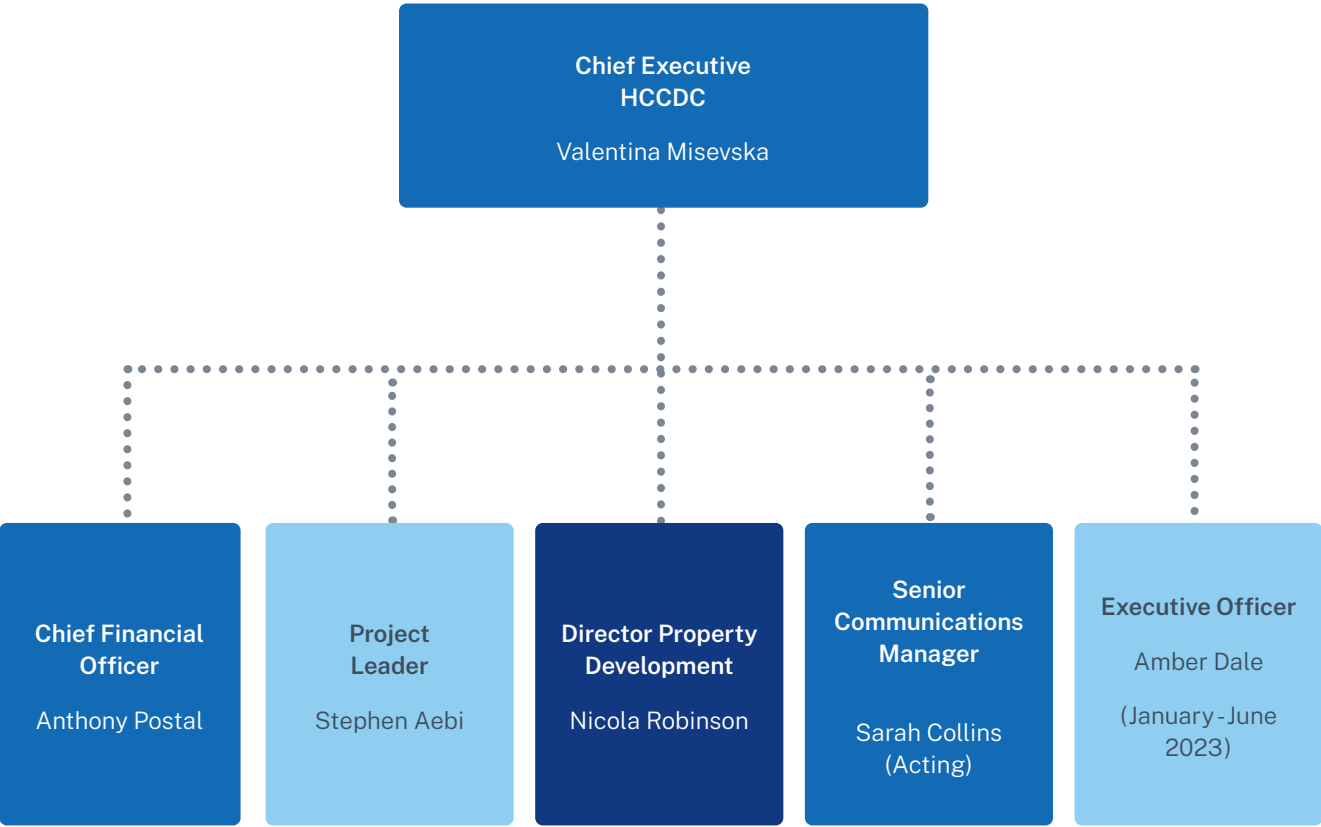 Chief Executive
HCCDC
Valentina Misevska
Chief Financial
Officer
Anthony Postal
Project
Leader
Stephen Aebi
Director Property
Development
Nicola Robinson
Senior
Communications
Manager
Sarah Collins
(Acting)
Executive Officer
Amber Dale
(January-June
2023)